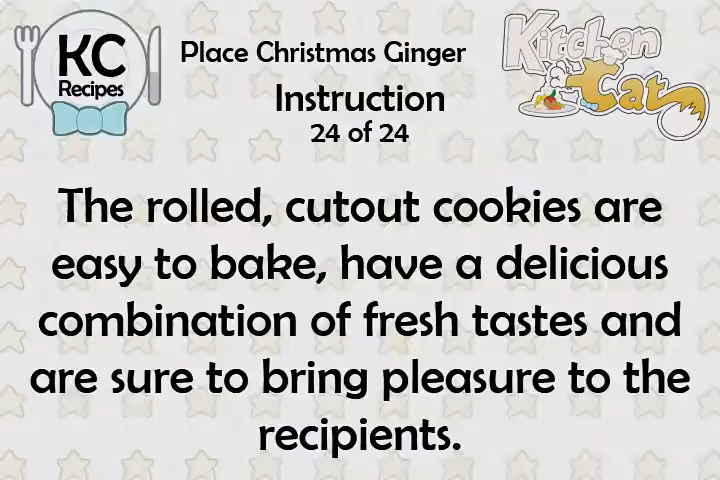 KC
Recipes
Place Christmas Ginger
Instruction
24 of 24
Kitchen
Cat
The rolled, cutout cookies are
easy to bake, have a delicious
combination of fresh tastes and
are sure to bring pleasure to the
recipients.